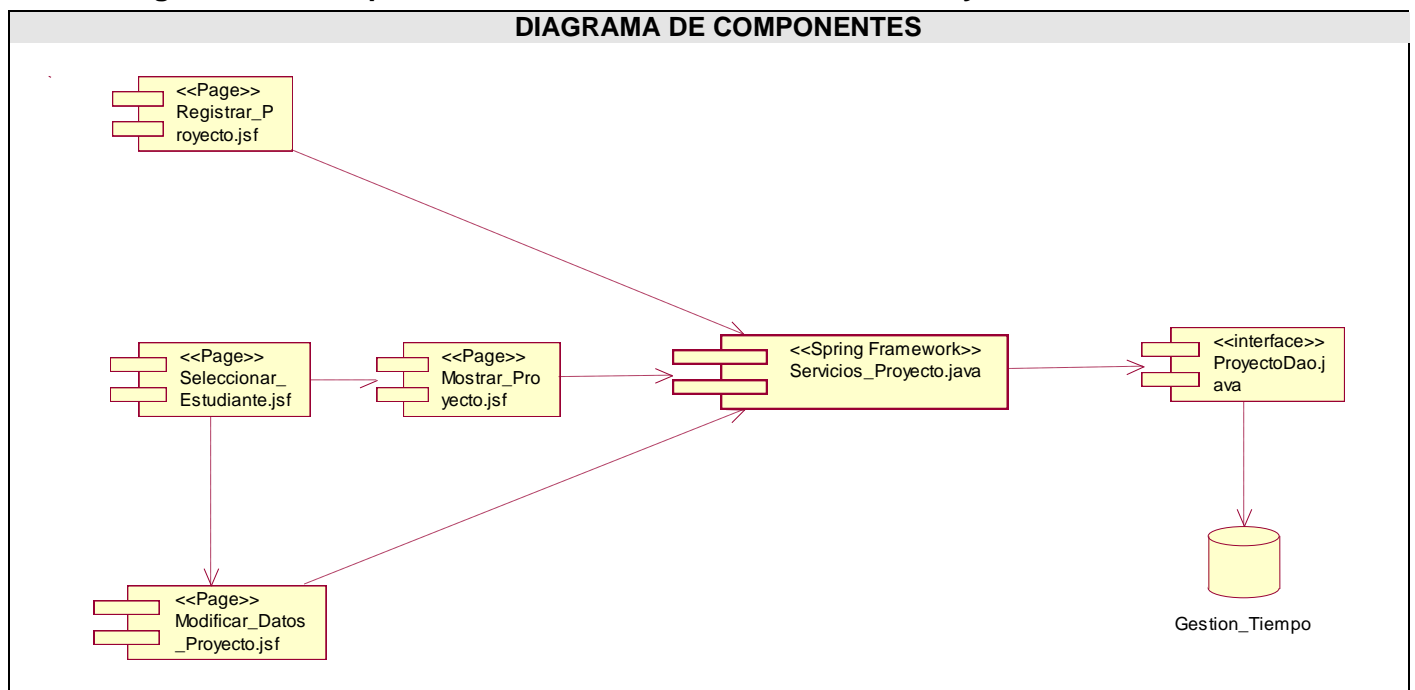 DIAGRAMA DE COMPONENTES
<<Page>>
Registrar_P
royecto.jsf
<<Page>>
Seleccionar_
Estudiante.jsf
<<Page>>
Mostrar_Pro
yecto.jsf
<<Spring Framework>>
Servicios_Proyecto.java
<<interface>>
ProyectoDao.j
ava
<<Page>>
Modificar_Datos
_Proyecto.jsf
Gestion_Tiempo